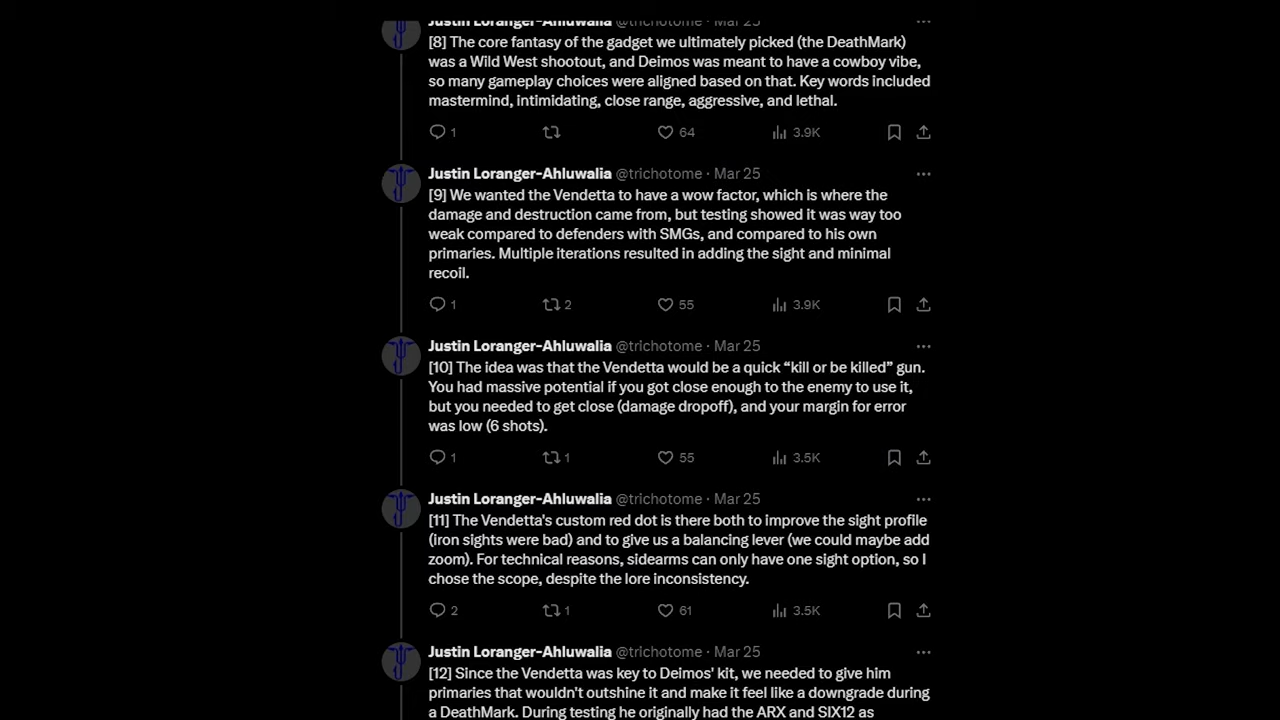 Justin Loranger-Ahluwalia @trichotome · Mar 25
[8] The core fantasy of the gadget we ultimately picked (the DeathMark)
was a Wild West shootout, and Deimos was meant to have a cowboy vibe,
so many gameplay choices were aligned based on that. Key words included
mastermind, intimidating, close range, aggressive, and lethal.
1 64 3.9K
Justin Loranger-Ahluwalia @trichotome · Mar 25
[9] We wanted the Vendetta to have a wow factor, which is where the
damage and destruction came from, but testing showed it was way too
weak compared to defenders with SMGs, and compared to his own
primaries. Multiple iterations resulted in adding the sight and minimal
recoil.
1 2 55 3.9K
Justin Loranger-Ahluwalia @trichotome · Mar 25
[10] The idea was that the Vendetta would be a quick “kill or be killed” gun.
You had massive potential if you got close enough to the enemy to use it,
but you needed to get close (damage dropoff), and your margin for error
was low (6 shots).
1 1 55 3.5K
Justin Loranger-Ahluwalia @trichotome · Mar 25
[11] The Vendetta's custom red dot is there both to improve the sight profile
(iron sights were bad) and to give us a balancing lever (we could maybe add
zoom). For technical reasons, sidearms can only have one sight option, so I
chose the scope, despite the lore inconsistency.
2 1 61 3.5K
Justin Loranger-Ahluwalia @trichotome · Mar 25
[12] Since the Vendetta was key to Deimos' kit, we needed to give him
primaries that wouldn't outshine it and make it feel like a downgrade during
a DeathMark. During testing he originally had the ARX and SIX12 as